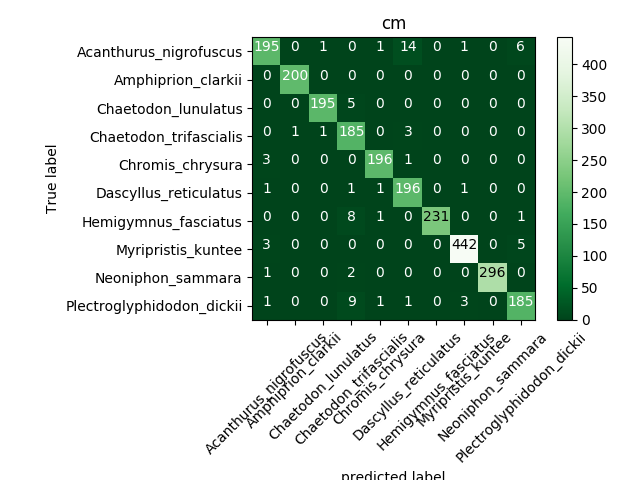 cm
True label
Acanthurus_nigrofuscus 195 0 1 0 1 14 0 1 0 6
Amphiprion_clarkii 0 200 0 0 0 0 0 0 0 0
Chaetodon_lunulatus 0 0 195 5 0 0 0 0 0 0
Chaetodon_trifascialis 0 1 1 185 0 3 0 0 0 0
Chromis_chrysura 3 0 0 0 196 1 0 0 0 0
Dascyllus_reticulatus 1 0 0 1 1 196 0 1 0 0
Hemigymnus_fasciatus 0 0 0 8 1 0 231 0 0 1
Myripristis_kuntee 3 0 0 0 0 0 0 442 0 5
Neoniphon_sammara 1 0 0 2 0 0 0 0 296 0
Plectroglyphidodon_dickii 1 0 0 9 1 1 0 3 0 185
400
350
300
250
200
150
100
50
0
Acanthurus_nigrofuscus
Amphiprion_clarkii
Chaetodon_lunulatus
Chaetodon_trifascialis
Chromis_chrysura
Dascyllus_reticulatus
Hemigymnus_fasciatus
Myripristis_kuntee
Neoniphon_sammara
Plectroglyphidodon_dickii
predicted label